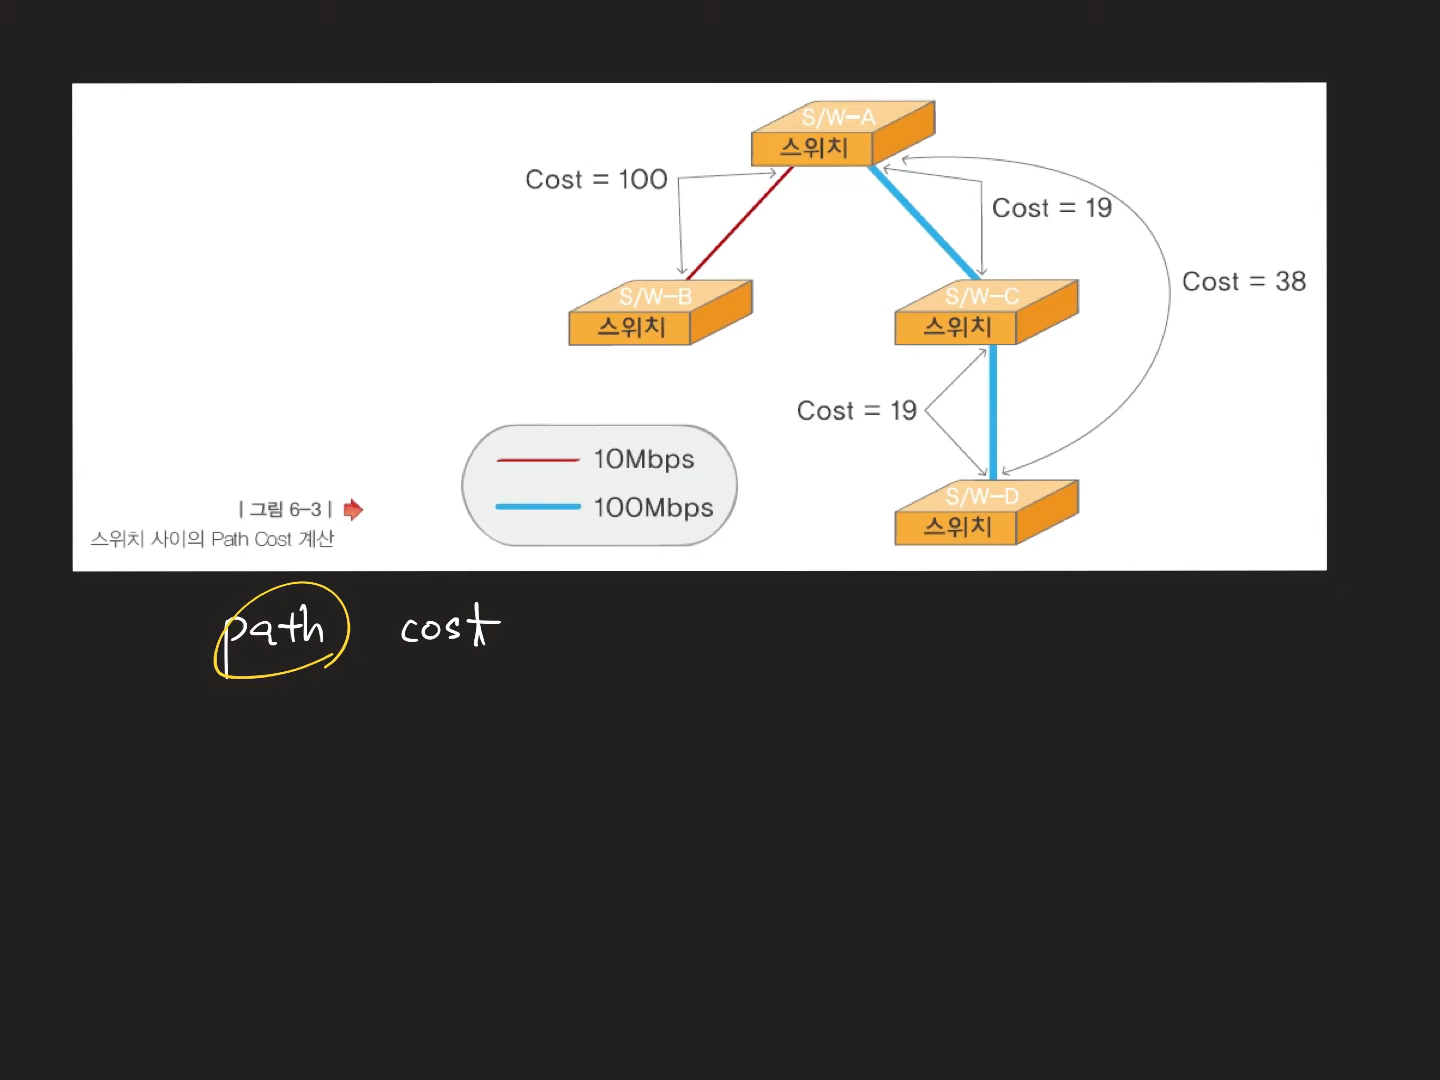 S/W-A
스위치
Cost = 100
Cost = 19
Cost = 38
S/W-B
스위치
S/W-C
스위치
Cost = 19
10Mbps
100Mbps
S/W-D
스위치
| 그림 6-3 |
스위치 사이의 Path Cost 계산
path cost